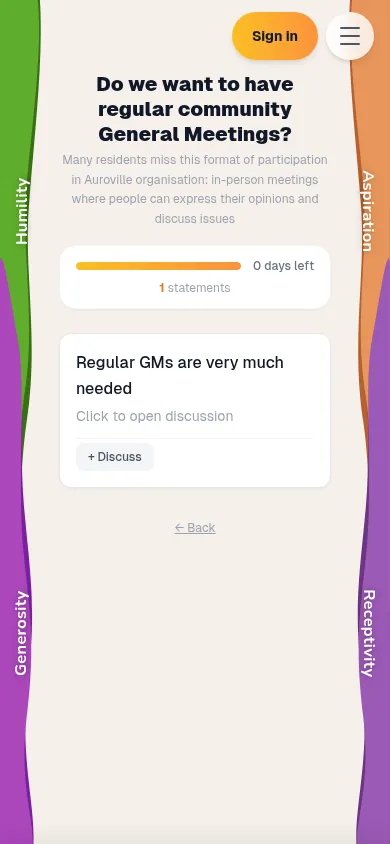 Sign in
Do we want to have
regular community
General Meetings?
Many residents miss this format of participation
in Auroville organisation: in-person meetings
where people can express their opinions and
discuss issues
0 days left
1 statements
Regular GMs are very much
needed
Click to open discussion
+ Discuss
← Back
Humility
Aspiration
Generosity
Receptivity